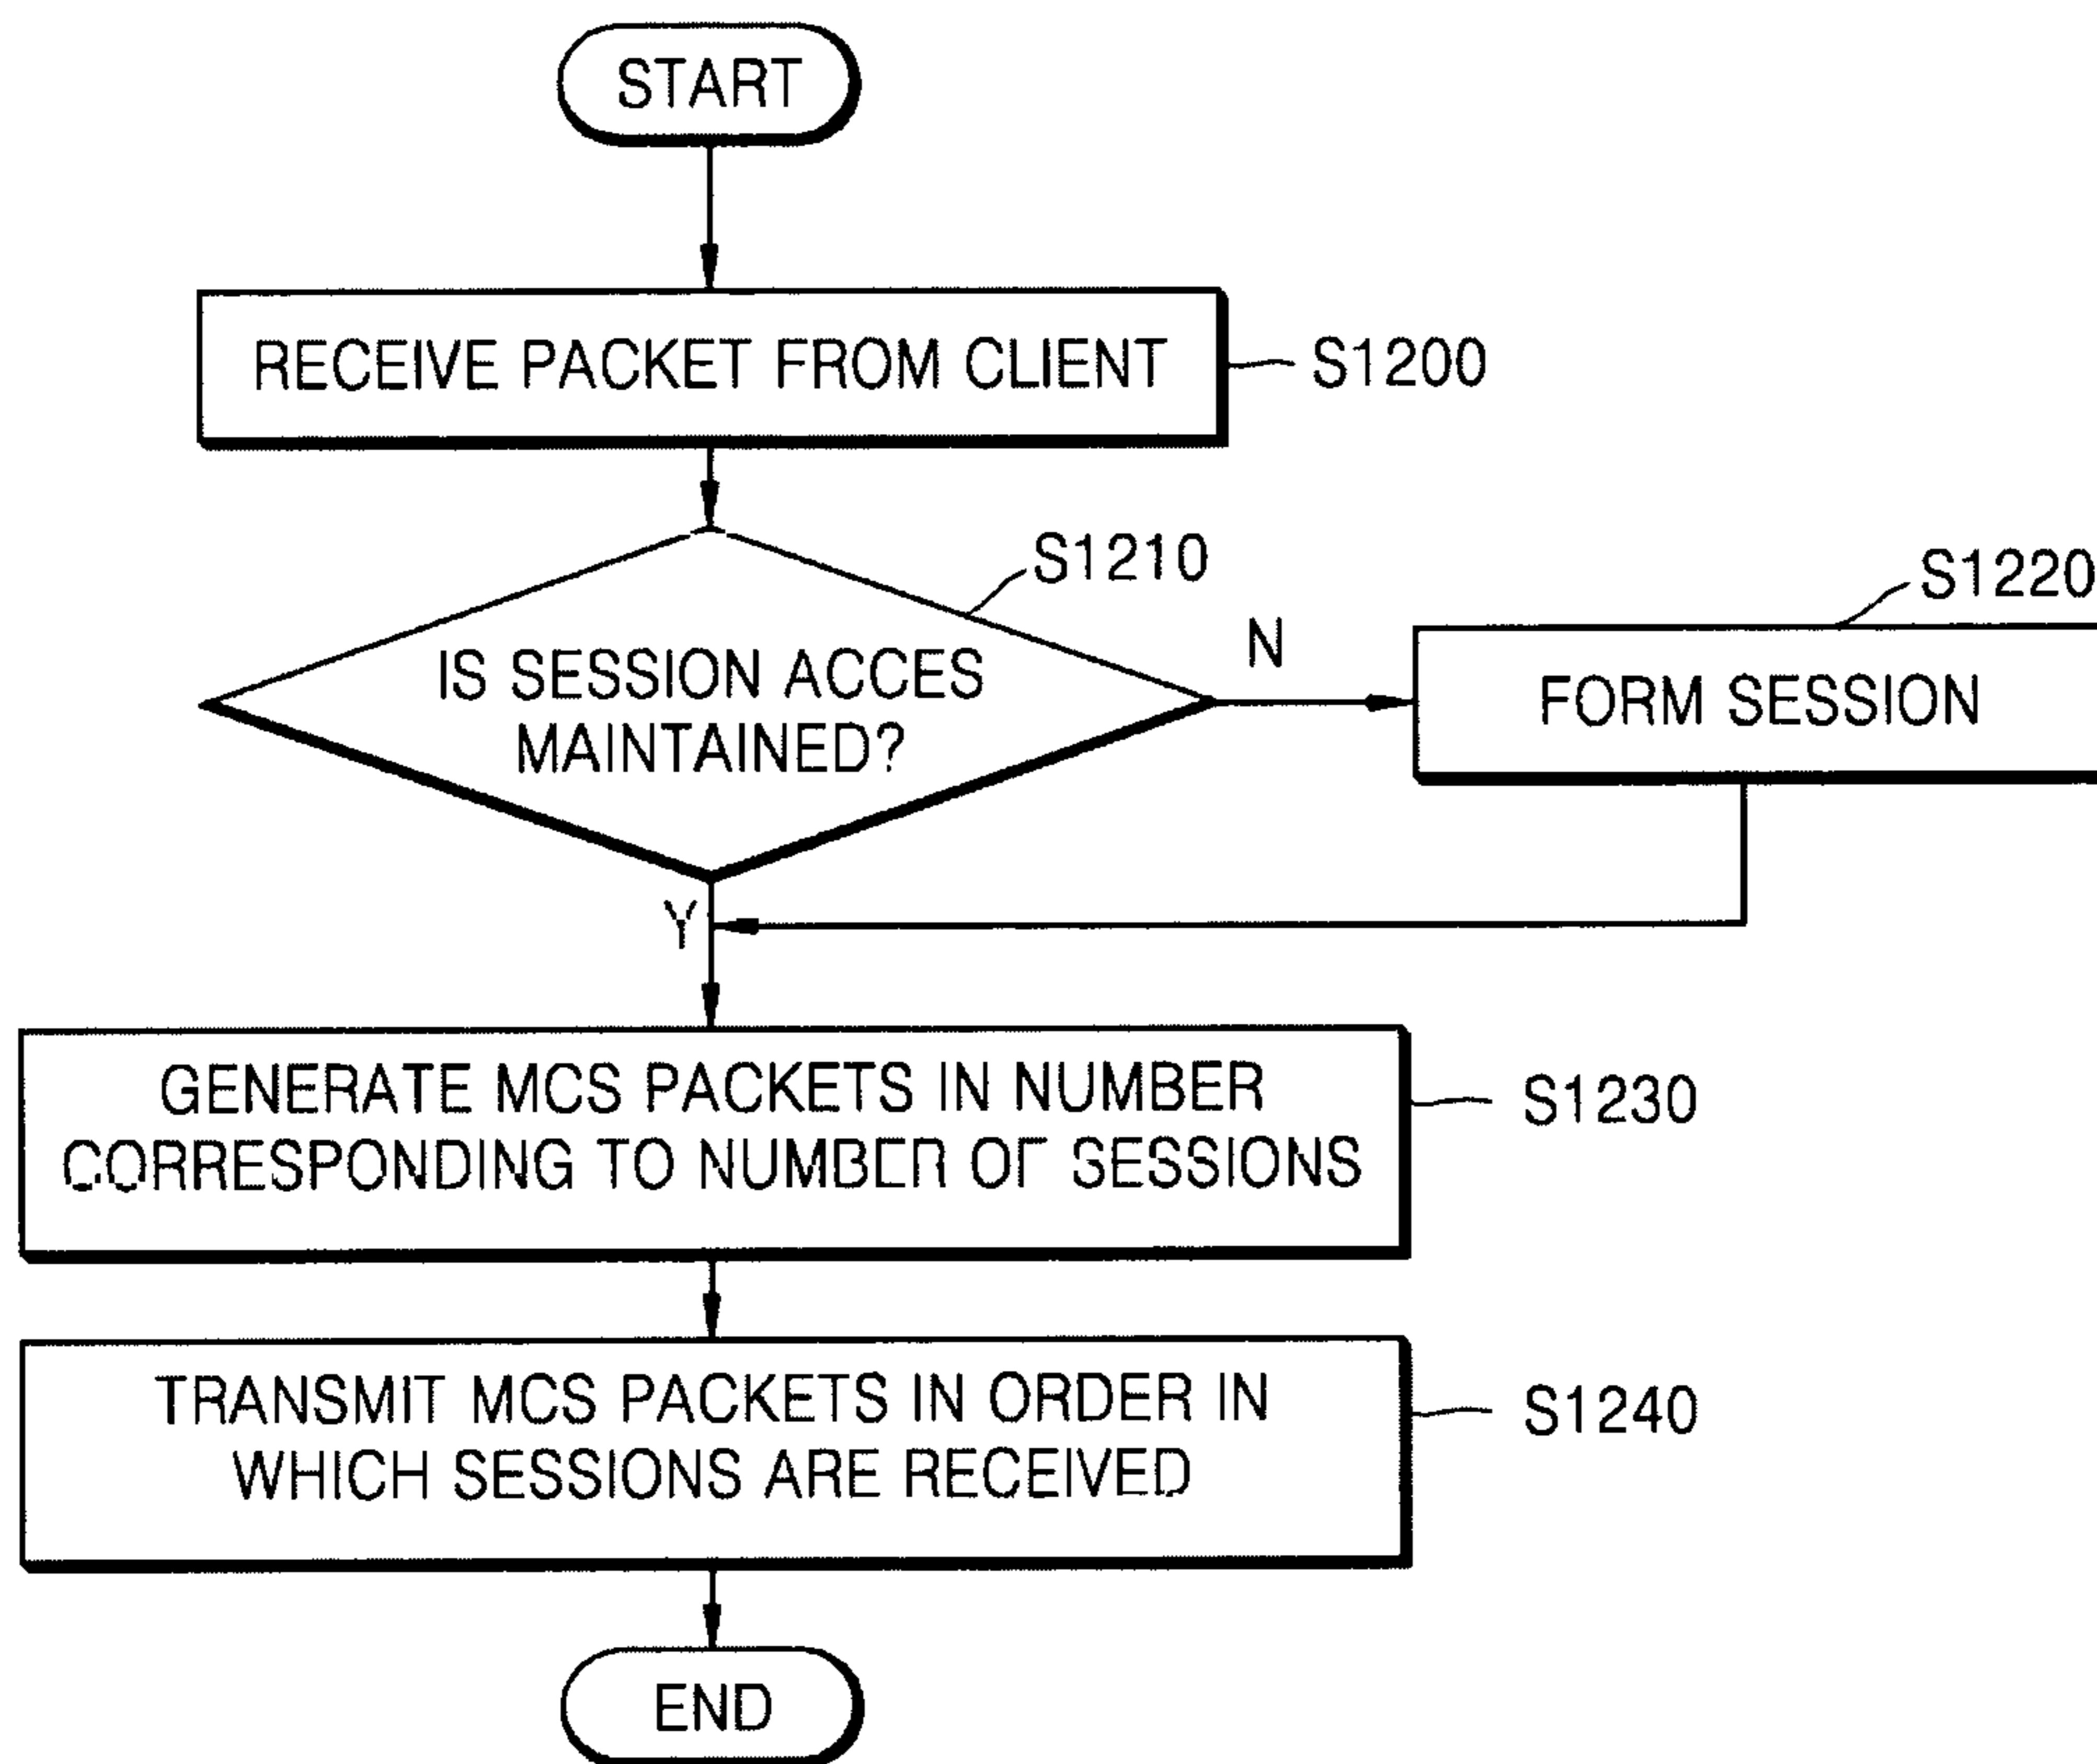 START
RECEIVE PACKET FROM CLIENT
S1200
S1210
S1220
IS SESSION ACCES
MAINTAINED?
N
FORM SESSION
Y
GENERATE MCS PACKETS IN NUMBER
CORRESPONDING TO NUMBER OF SESSIONS
S1230
TRANSMIT MCS PACKETS IN ORDER IN
WHICH SESSIONS ARE RECEIVED
S1240
END